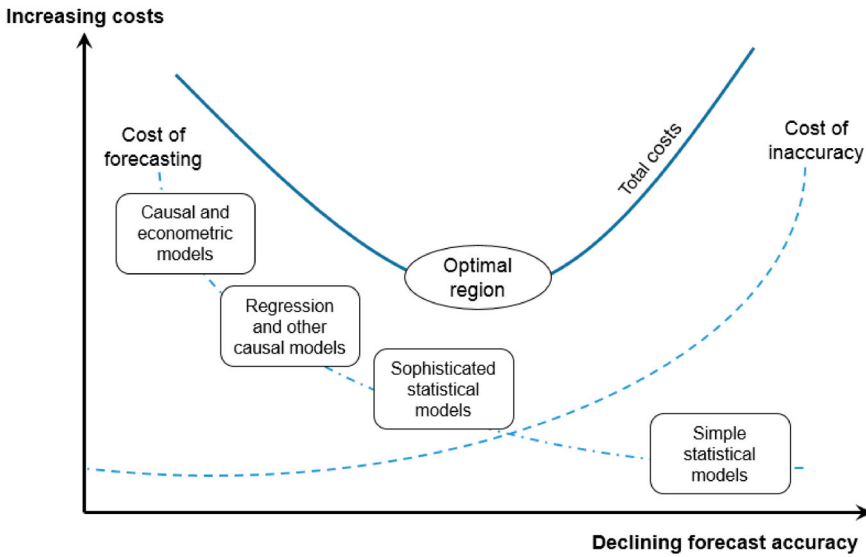 Increasing costs
Cost of
forecasting
Causal and
econometric
models
Regression
and other
causal models
Sophisticated
statistical
models
Optimal
region
Total costs
Cost of
inaccuracy
Simple
statistical
models
Declining forecast accuracy